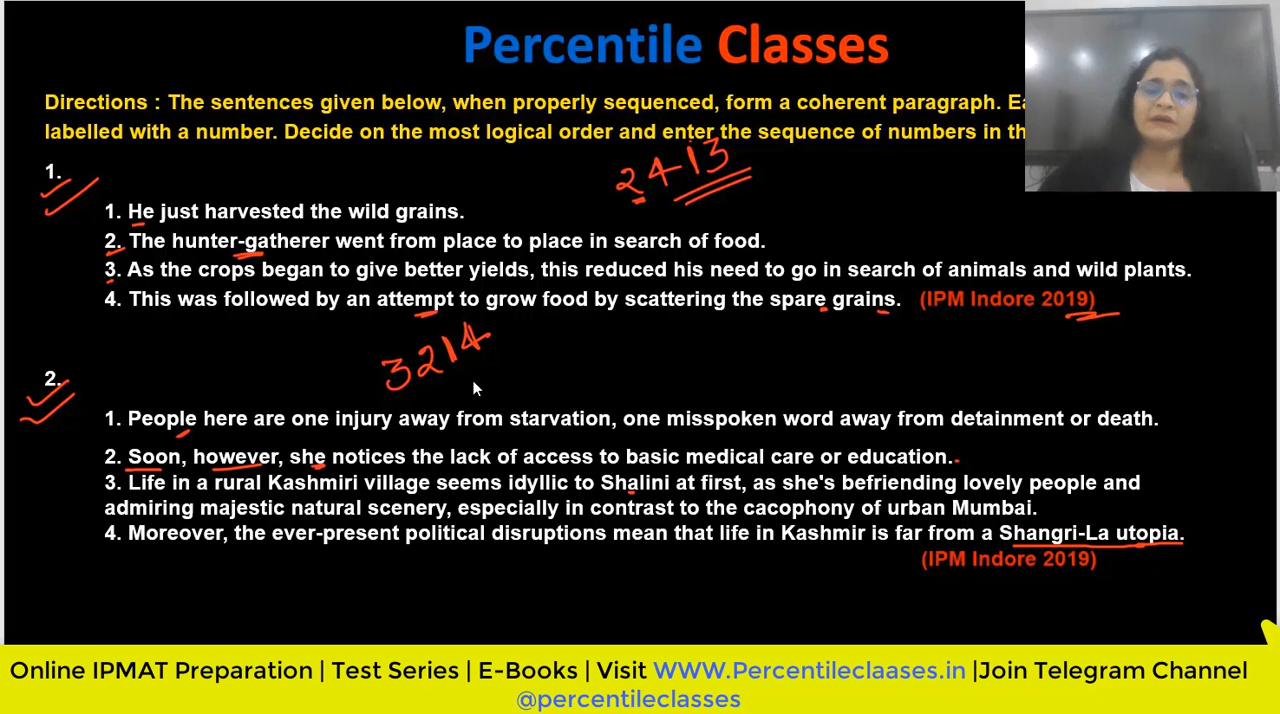 Percentile Classes
Directions : The sentences given below, when properly sequenced, form a coherent paragraph. Ea
labelled with a number. Decide on the most logical order and enter the sequence of numbers in th
2413
1.
1. He just harvested the wild grains.
2. The hunter-gatherer went from place to place in search of food.
3. As the crops began to give better yields, this reduced his need to go in search of animals and wild plants.
4. This was followed by an attempt to grow food by scattering the spare grains. (IPM Indore 2019)
3214
2.
1. People here are one injury away from starvation, one misspoken word away from detainment or death.
2. Soon, however, she notices the lack of access to basic medical care or education.
3. Life in a rural Kashmiri village seems idyllic to Shalini at first, as she's befriending lovely people and
admiring majestic natural scenery, especially in contrast to the cacophony of urban Mumbai.
4. Moreover, the ever-present political disruptions mean that life in Kashmir is far from a Shangri-La utopia.
(IPM Indore 2019)
Online IPMAT Preparation | Test Series | E-Books | Visit WWW.Percentileclaases.in |Join Telegram Channel
@percentileclasses